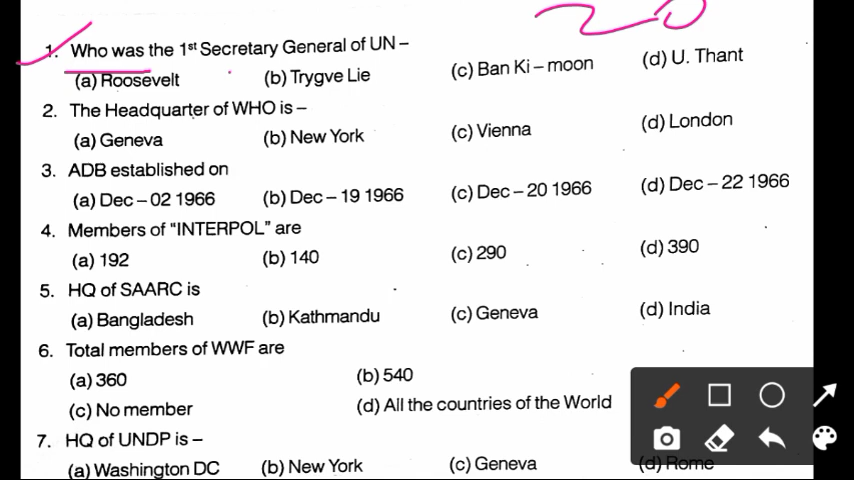 20
1. Who was the 1st Secretary General of UN –
(a) Roosevelt (b) Trygve Lie (c) Ban Ki – moon (d) U. Thant
2. The Headquarter of WHO is –
(a) Geneva (b) New York (c) Vienna (d) London
3. ADB established on
(a) Dec – 02 1966 (b) Dec – 19 1966 (c) Dec – 20 1966 (d) Dec – 22 1966
4. Members of "INTERPOL" are
(a) 192 (b) 140 (c) 290 (d) 390
5. HQ of SAARC is
(a) Bangladesh (b) Kathmandu (c) Geneva (d) India
6. Total members of WWF are
(a) 360 (b) 540
(c) No member (d) All the countries of the World
7. HQ of UNDP is –
(a) Washington DC (b) New York (c) Geneva (d) Rome